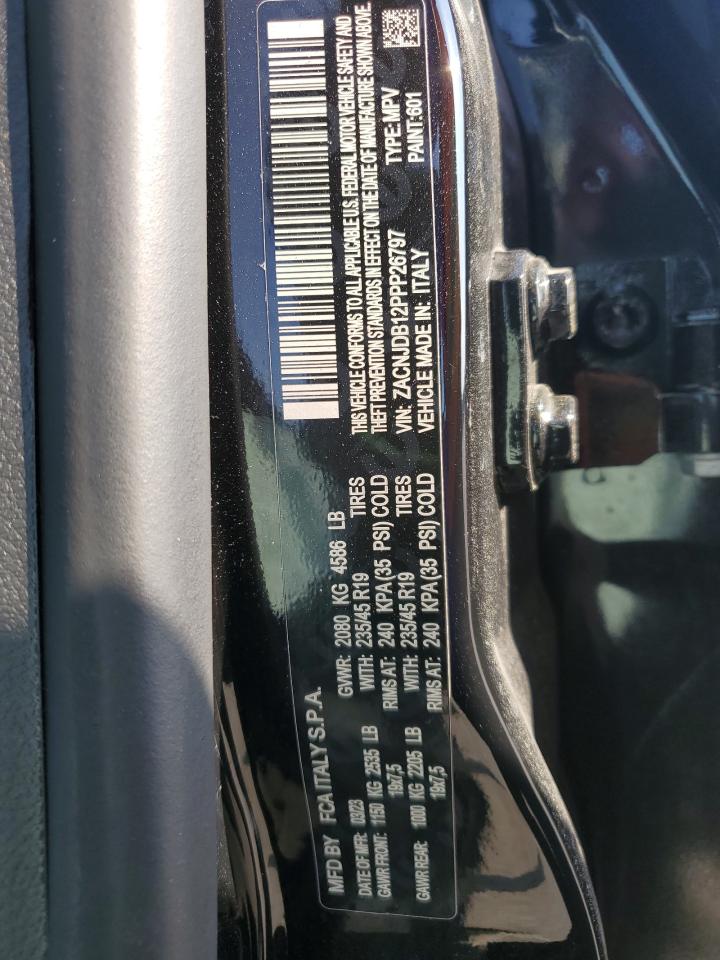 MFD BY FCA ITALY S.P.A.
DATE OF MFR: 03/23 GVWR: 2080 KG 4586 LB
GAWR FRONT: 1150 KG 2535 LB WITH: 235/45 R19 TIRES
19x7,5 RIMS AT: 240 KPA(35 PSI) COLD
GAWR REAR: 1000 KG 2205 LB WITH: 235/45 R19 TIRES
19x7,5 RIMS AT: 240 KPA(35 PSI) COLD
THIS VEHICLE CONFORMS TO ALL APPLICABLE U.S. FEDERAL MOTOR VEHICLE SAFETY AND
THEFT PREVENTION STANDARDS IN EFFECT ON THE DATE OF MANUFACTURE SHOWN ABOVE.
VIN: ZACNJDB12PPP26797 TYPE:MPV
VEHICLE MADE IN: ITALY PAINT:601